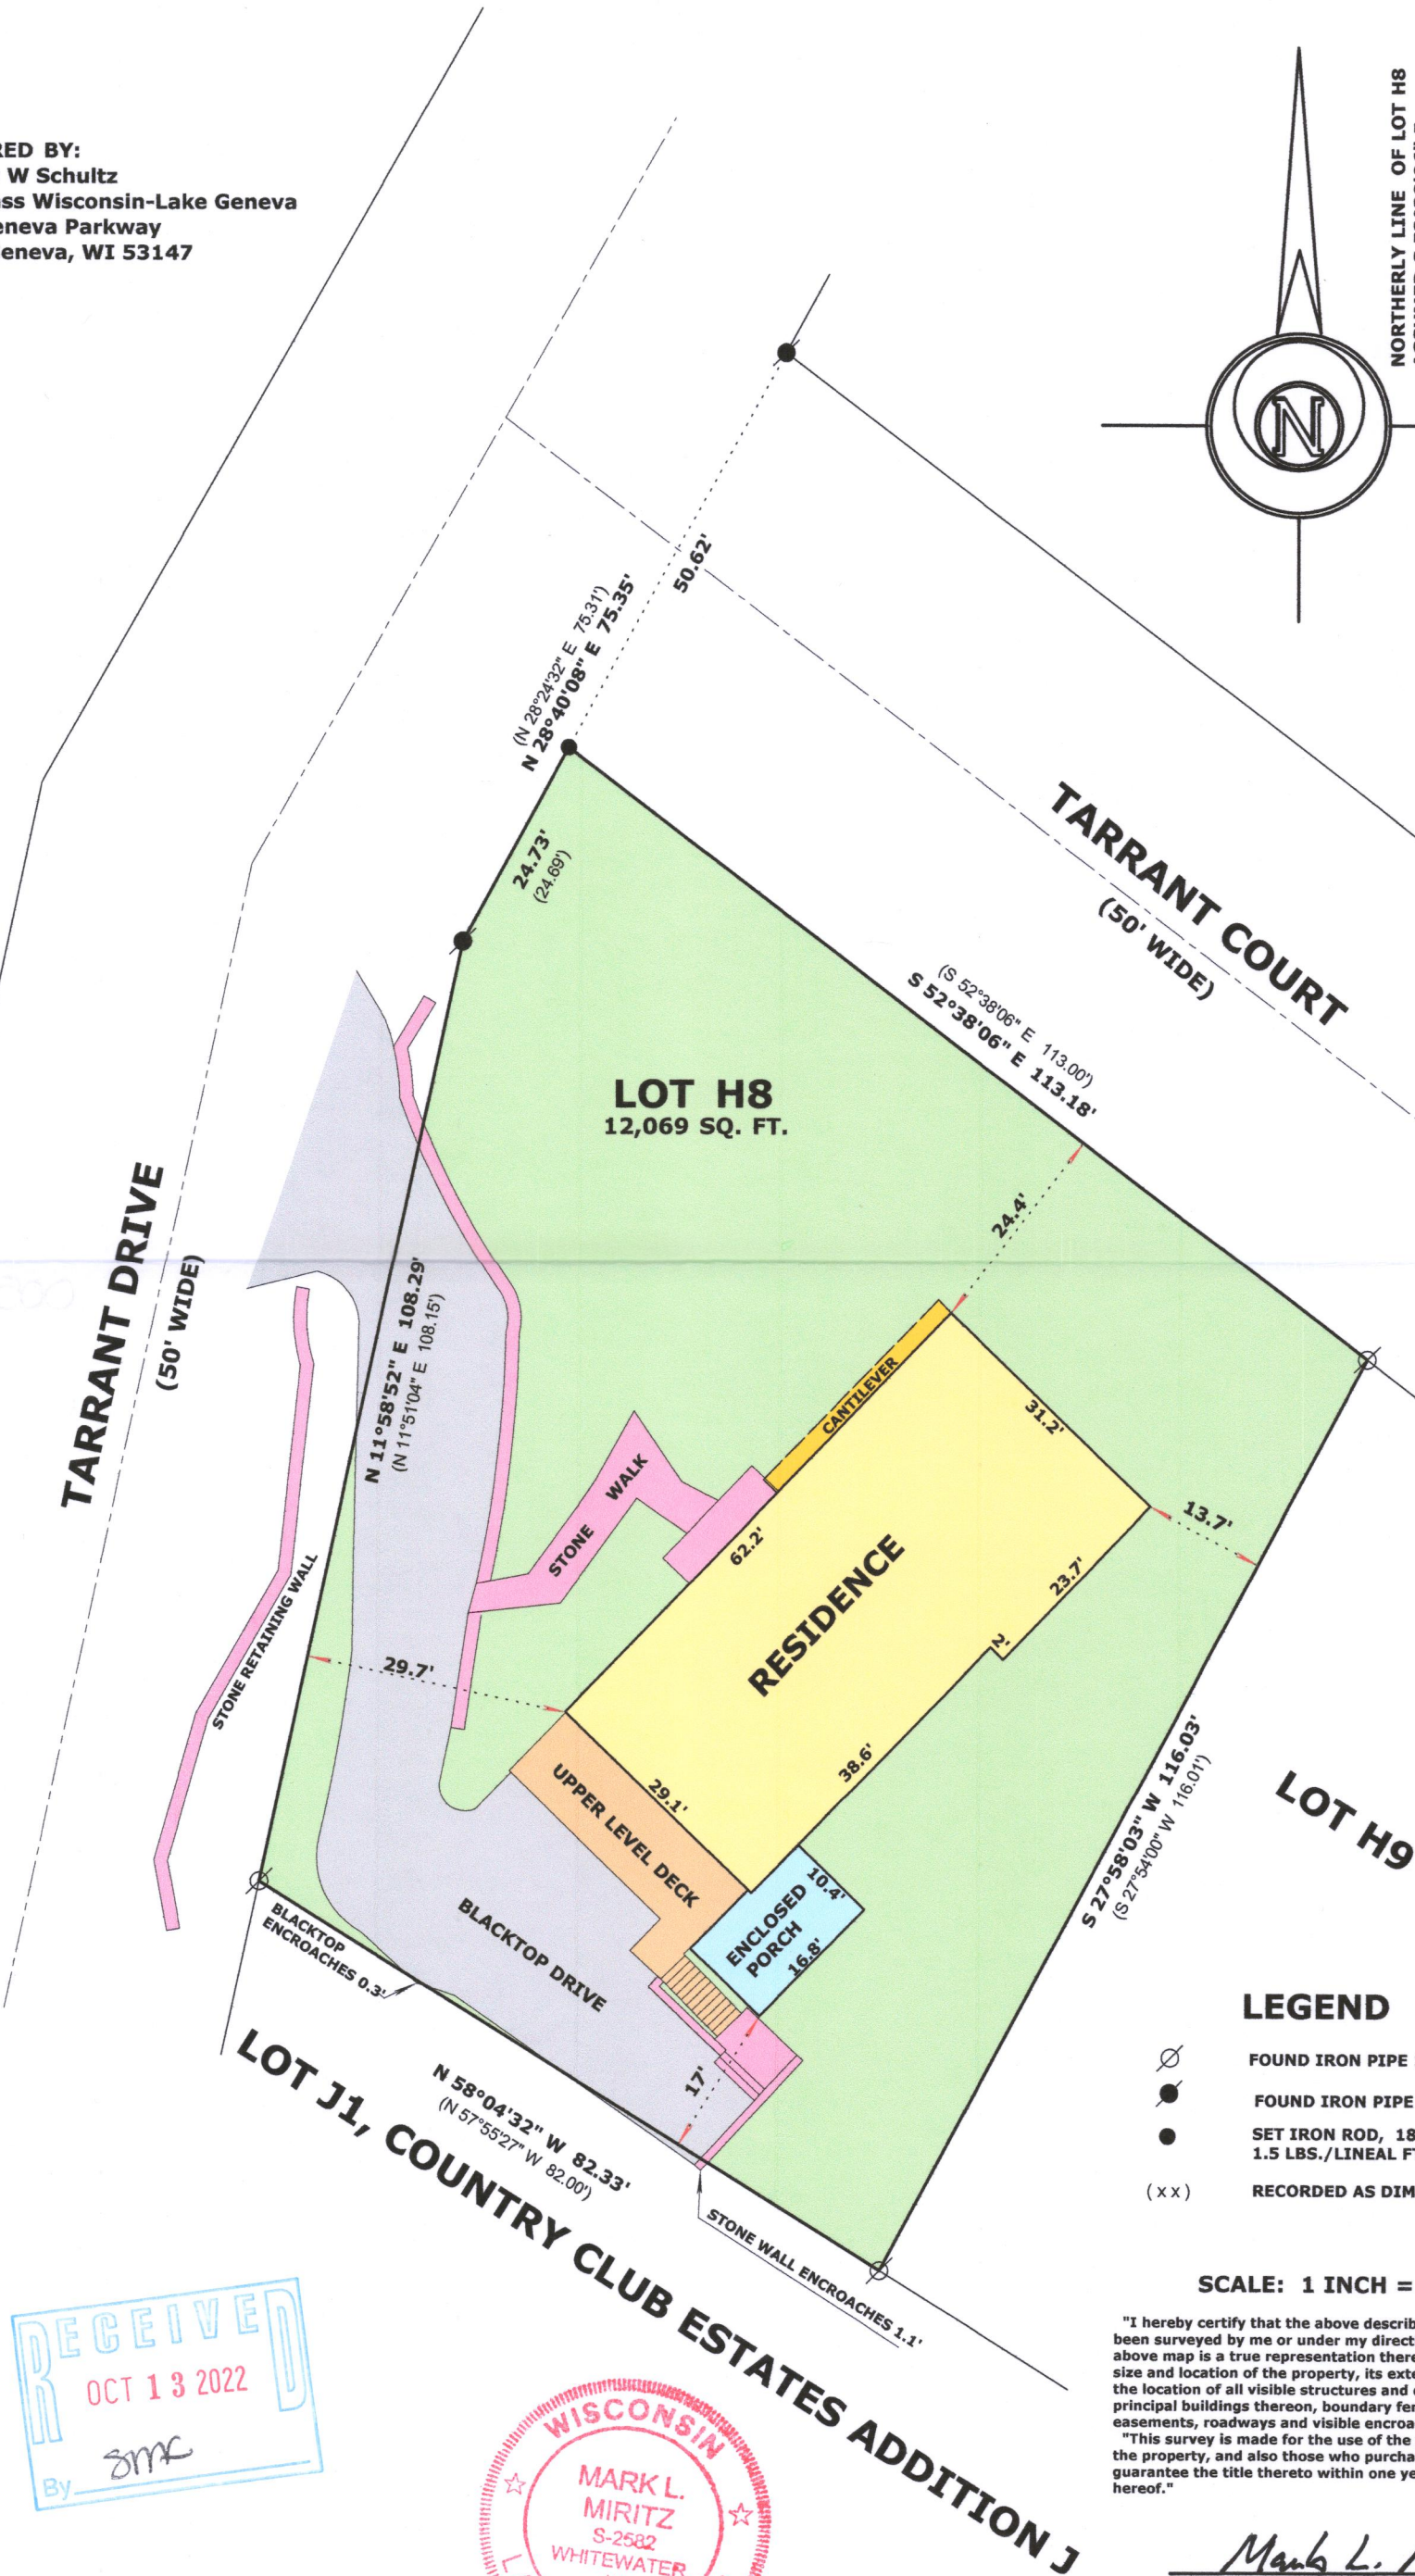 RED BY:
W Schultz
ss Wisconsin-Lake Geneva
eneva Parkway
eneva, WI 53147
NORTHERLY LINE OF LOT H8
N
50.62'
(N 28°24'32" E 75.31')
N 28°40'08" E 75.35'
24.73'
(24.69')
TARRANT COURT
(50' WIDE)
(S 52°38'06" E 113.00')
S 52°38'06" E 113.18'
LOT H8
12,069 SQ. FT.
24.4'
TARRANT DRIVE
(50' WIDE)
N 11°58'52" E 108.29'
(N 11°51'04" E 108.15')
CANTILEVER
31.2'
13.7'
STONE WALK
62.2'
RESIDENCE
23.7'
2'
STONE RETAINING WALL
29.7'
38.6'
29.1'
UPPER LEVEL DECK
S 27°58'03" W 116.03'
(S 27°54'00" W 116.01')
LOT H9
10.4'
ENCLOSED
PORCH
16.8'
BLACKTOP
ENCROACHES 0.3'
BLACKTOP DRIVE
17'
N 58°04'32" W 82.33'
(N 57°55'27" W 82.00')
LOT J1, COUNTRY CLUB ESTATES ADDITION J
STONE WALL ENCROACHES 1.1'
LEGEND
FOUND IRON PIPE
FOUND IRON PIPE
SET IRON ROD, 18
1.5 LBS./LINEAL F
(xx) RECORDED AS DIM
SCALE: 1 INCH =
"I hereby certify that the above describ
been surveyed by me or under my direct
above map is a true representation there
size and location of the property, its exte
the location of all visible structures and
principal buildings thereon, boundary fe
easements, roadways and visible encroa
"This survey is made for the use of the
the property, and also those who purcha
guarantee the title thereto within one ye
hereof."
RECEIVED
OCT 13 2022
By SMC
WISCONSIN
MARK L.
MIRITZ
S-2582
WHITEWATER
Mark L.